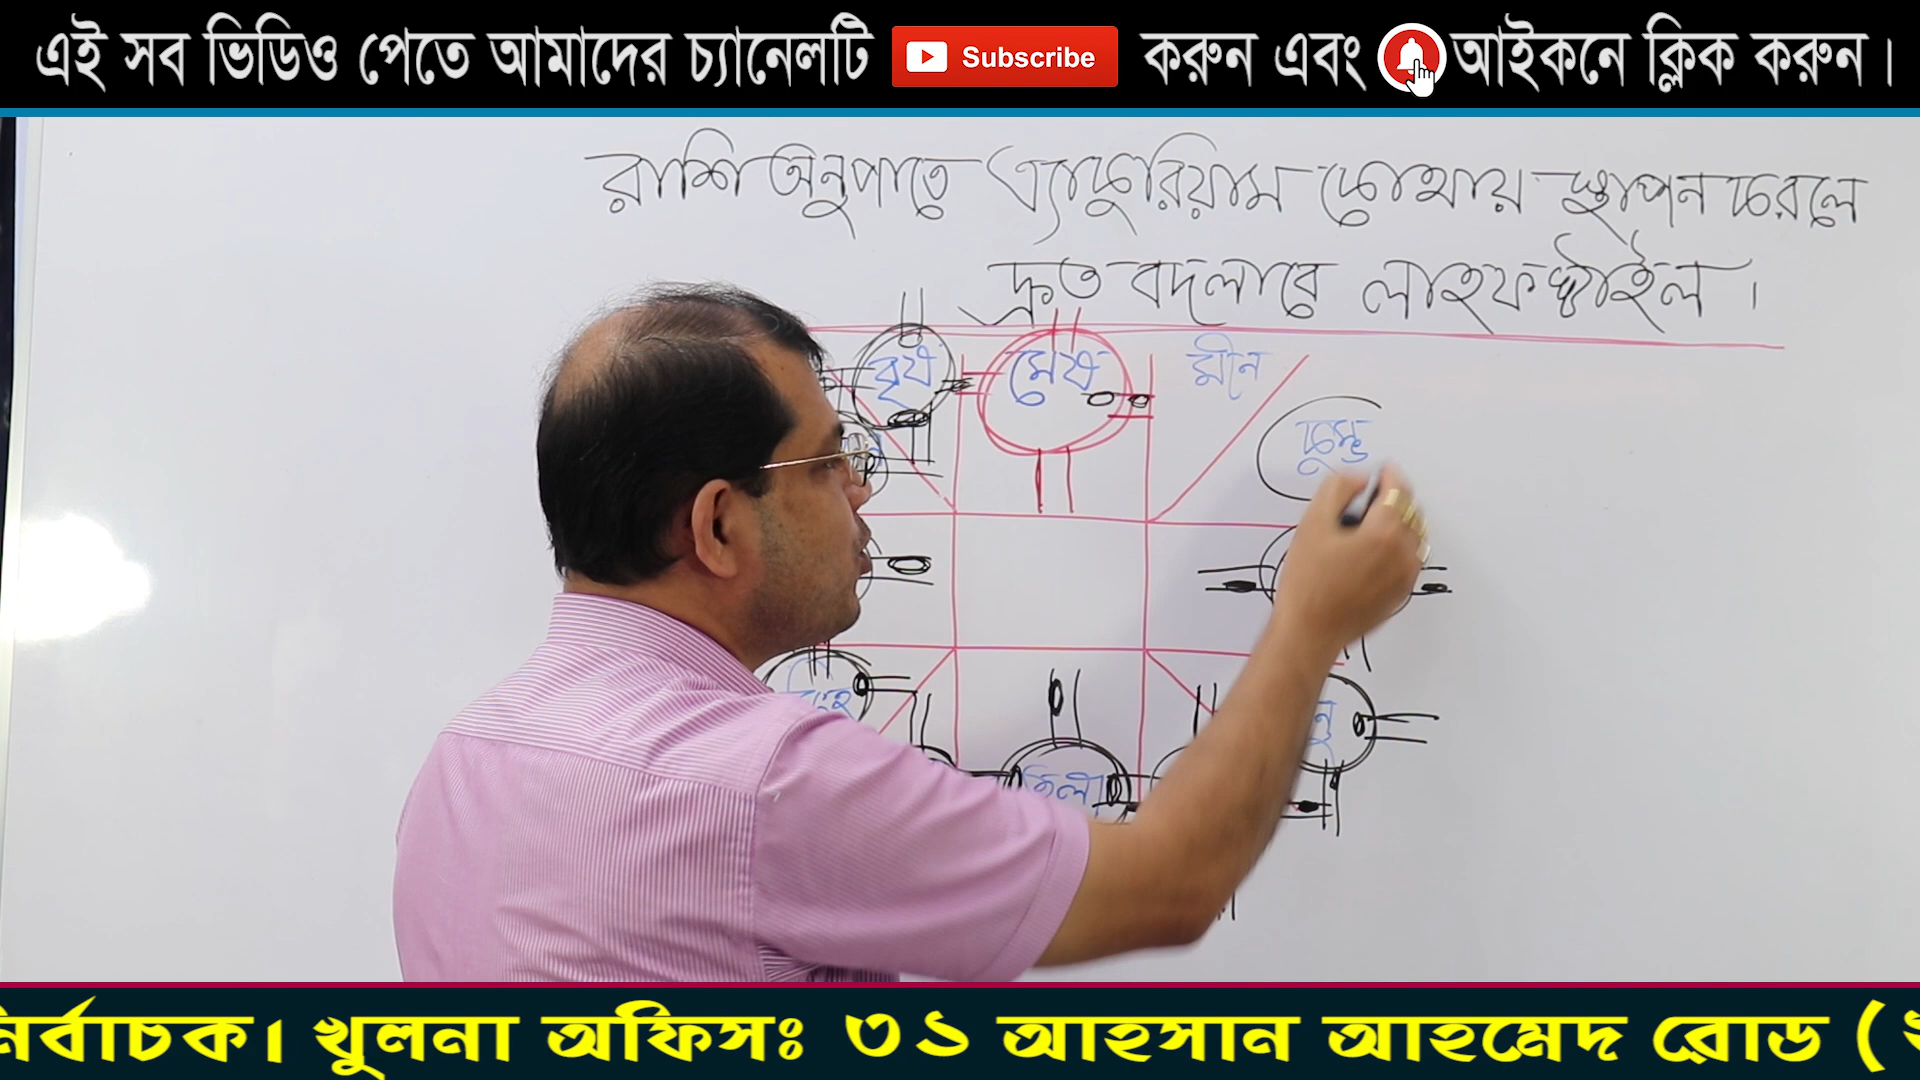 এই সব ভিডিও পেতে আমাদের চ্যানেলটি Subscribe করুন এবং আইকনে ক্লিক করুন।
রাশি অনুপাতে এ্যাকুরিয়াম কোথায় স্থাপন করলে
দ্রুত বদলাবে লাইফস্টাইল।
বৃষ মেষ মীন
কুম্ভ
তুলা
নির্বাচক। খুলনা অফিসঃ ৩১ আহসান আহমেদ রোড (